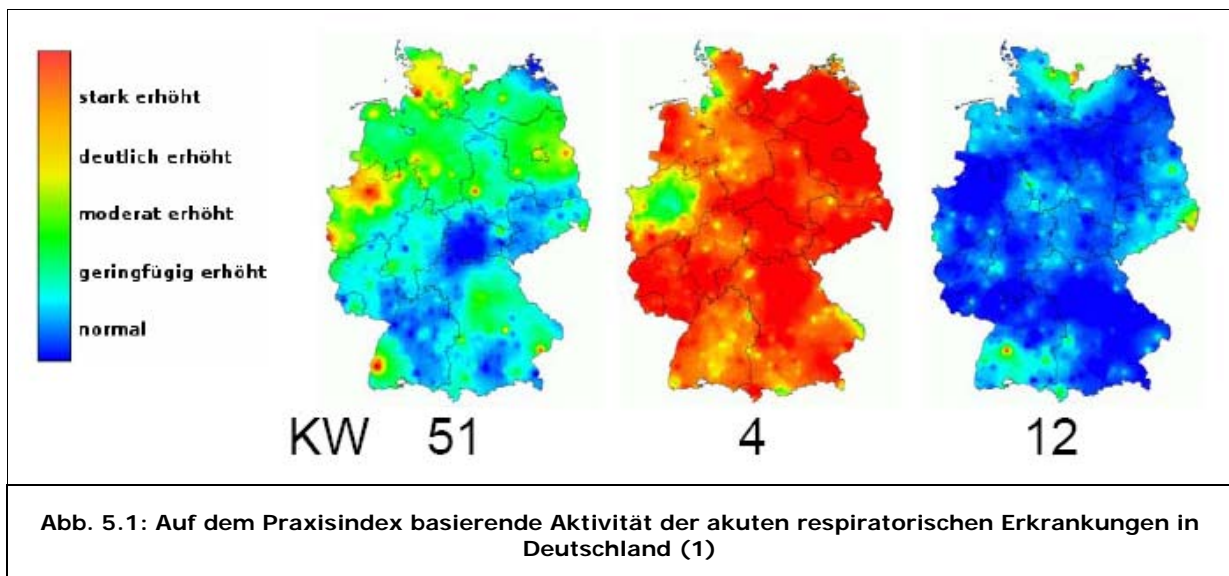 stark erhöht
deutlich erhöht
moderat erhöht
geringfügig erhöht
normal
KW 51 4 12
Abb. 5.1: Auf dem Praxisindex basierende Aktivität der akuten respiratorischen Erkrankungen in
Deutschland (1)